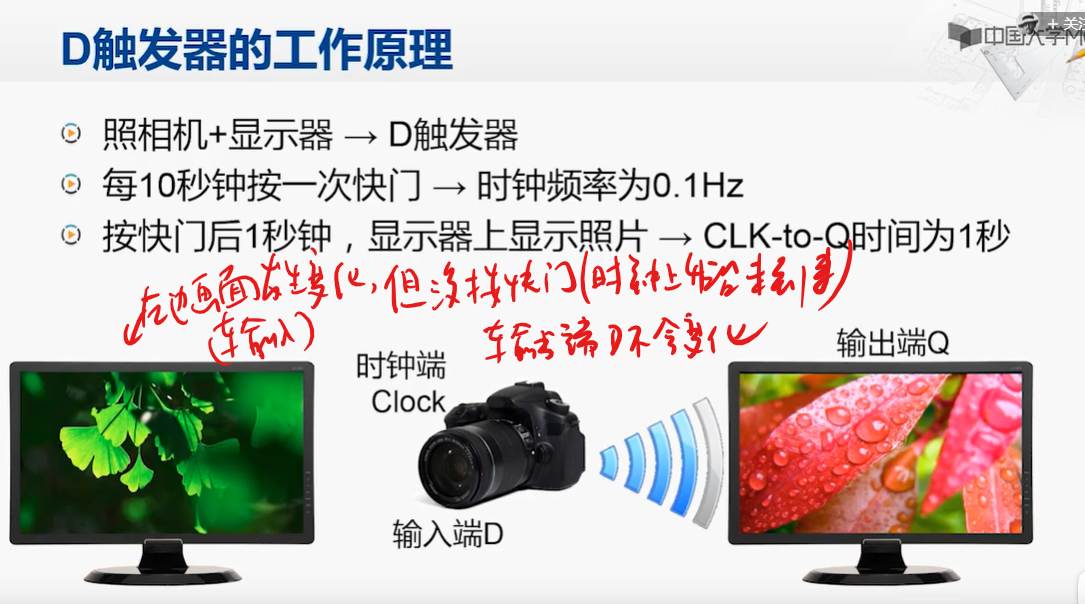 + 关注
中国大学M
D触发器的工作原理
照相机+显示器 → D触发器
每10秒钟按一次快门 → 时钟频率为0.1Hz
按快门后1秒钟，显示器上显示照片 → CLK-to-Q时间为1秒
左边画面发生变化，但没按快门(时钟上升沿未到来)
(输入)
输出端 不会变化
输出端Q
时钟端
Clock
输入端D